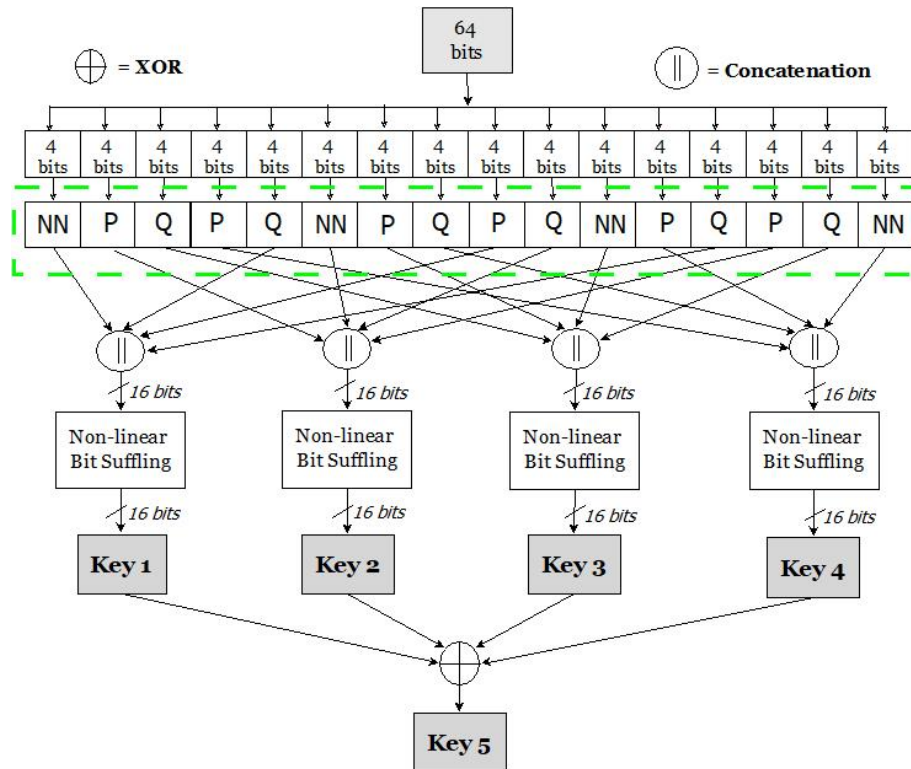 64
bits
= XOR
= Concatenation
4 4 4 4 4 4 4 4 4 4 4 4 4 4 4 4
bits bits bits bits bits bits bits bits bits bits bits bits bits bits bits bits
NN P Q P Q NN P Q P Q NN P Q P Q NN
|| || || ||
16 bits 16 bits 16 bits 16 bits
Non-linear Non-linear Non-linear Non-linear
Bit Suffling Bit Suffling Bit Suffling Bit Suffling
16 bits 16 bits 16 bits 16 bits
Key 1 Key 2 Key 3 Key 4
Key 5